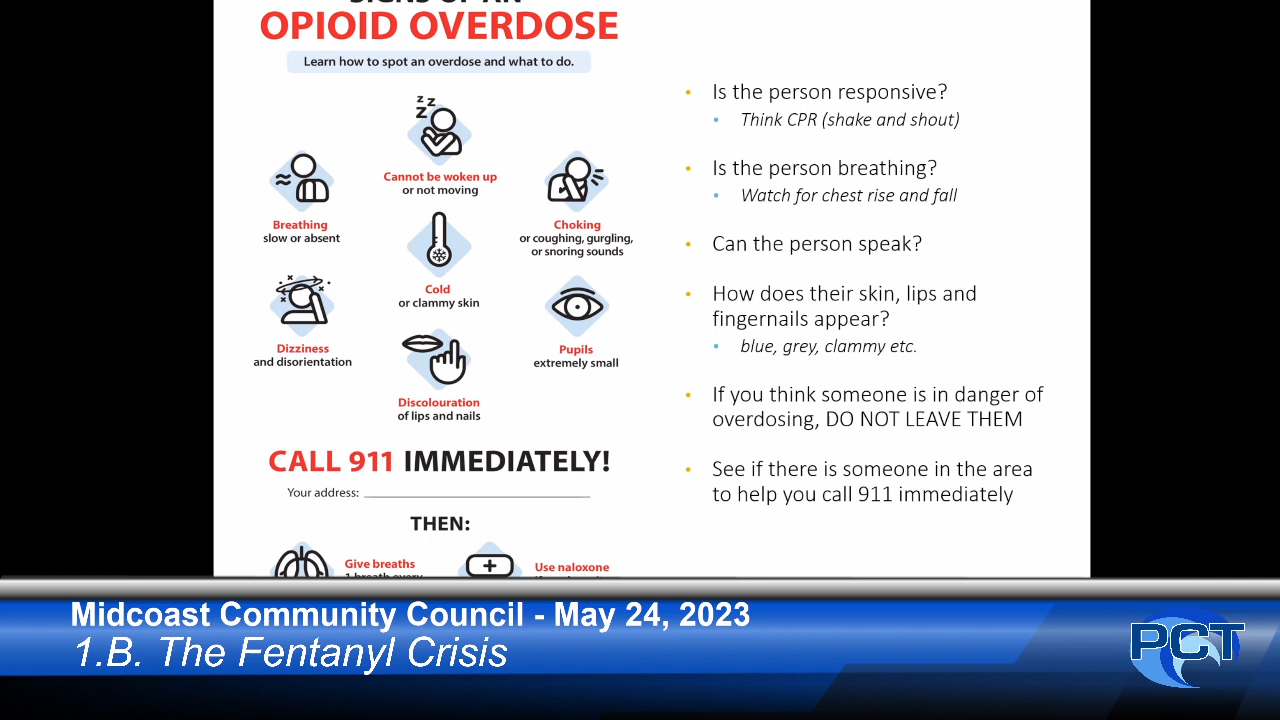 SIGNS OF AN
OPIOID OVERDOSE
Learn how to spot an overdose and what to do.
z z
z
Cannot be woken up
or not moving
Breathing
slow or absent
Choking
or coughing, gurgling,
or snoring sounds
Cold
or clammy skin
Dizziness
and disorientation
Pupils
extremely small
Discolouration
of lips and nails
CALL 911 IMMEDIATELY!
Your address:
THEN:
Give breaths
1 breath every
Use naloxone
• Is the person responsive?
• Think CPR (shake and shout)
• Is the person breathing?
• Watch for chest rise and fall
• Can the person speak?
• How does their skin, lips and
fingernails appear?
• blue, grey, clammy etc.
• If you think someone is in danger of
overdosing, DO NOT LEAVE THEM
• See if there is someone in the area
to help you call 911 immediately
Midcoast Community Council - May 24, 2023
1.B. The Fentanyl Crisis
PCT